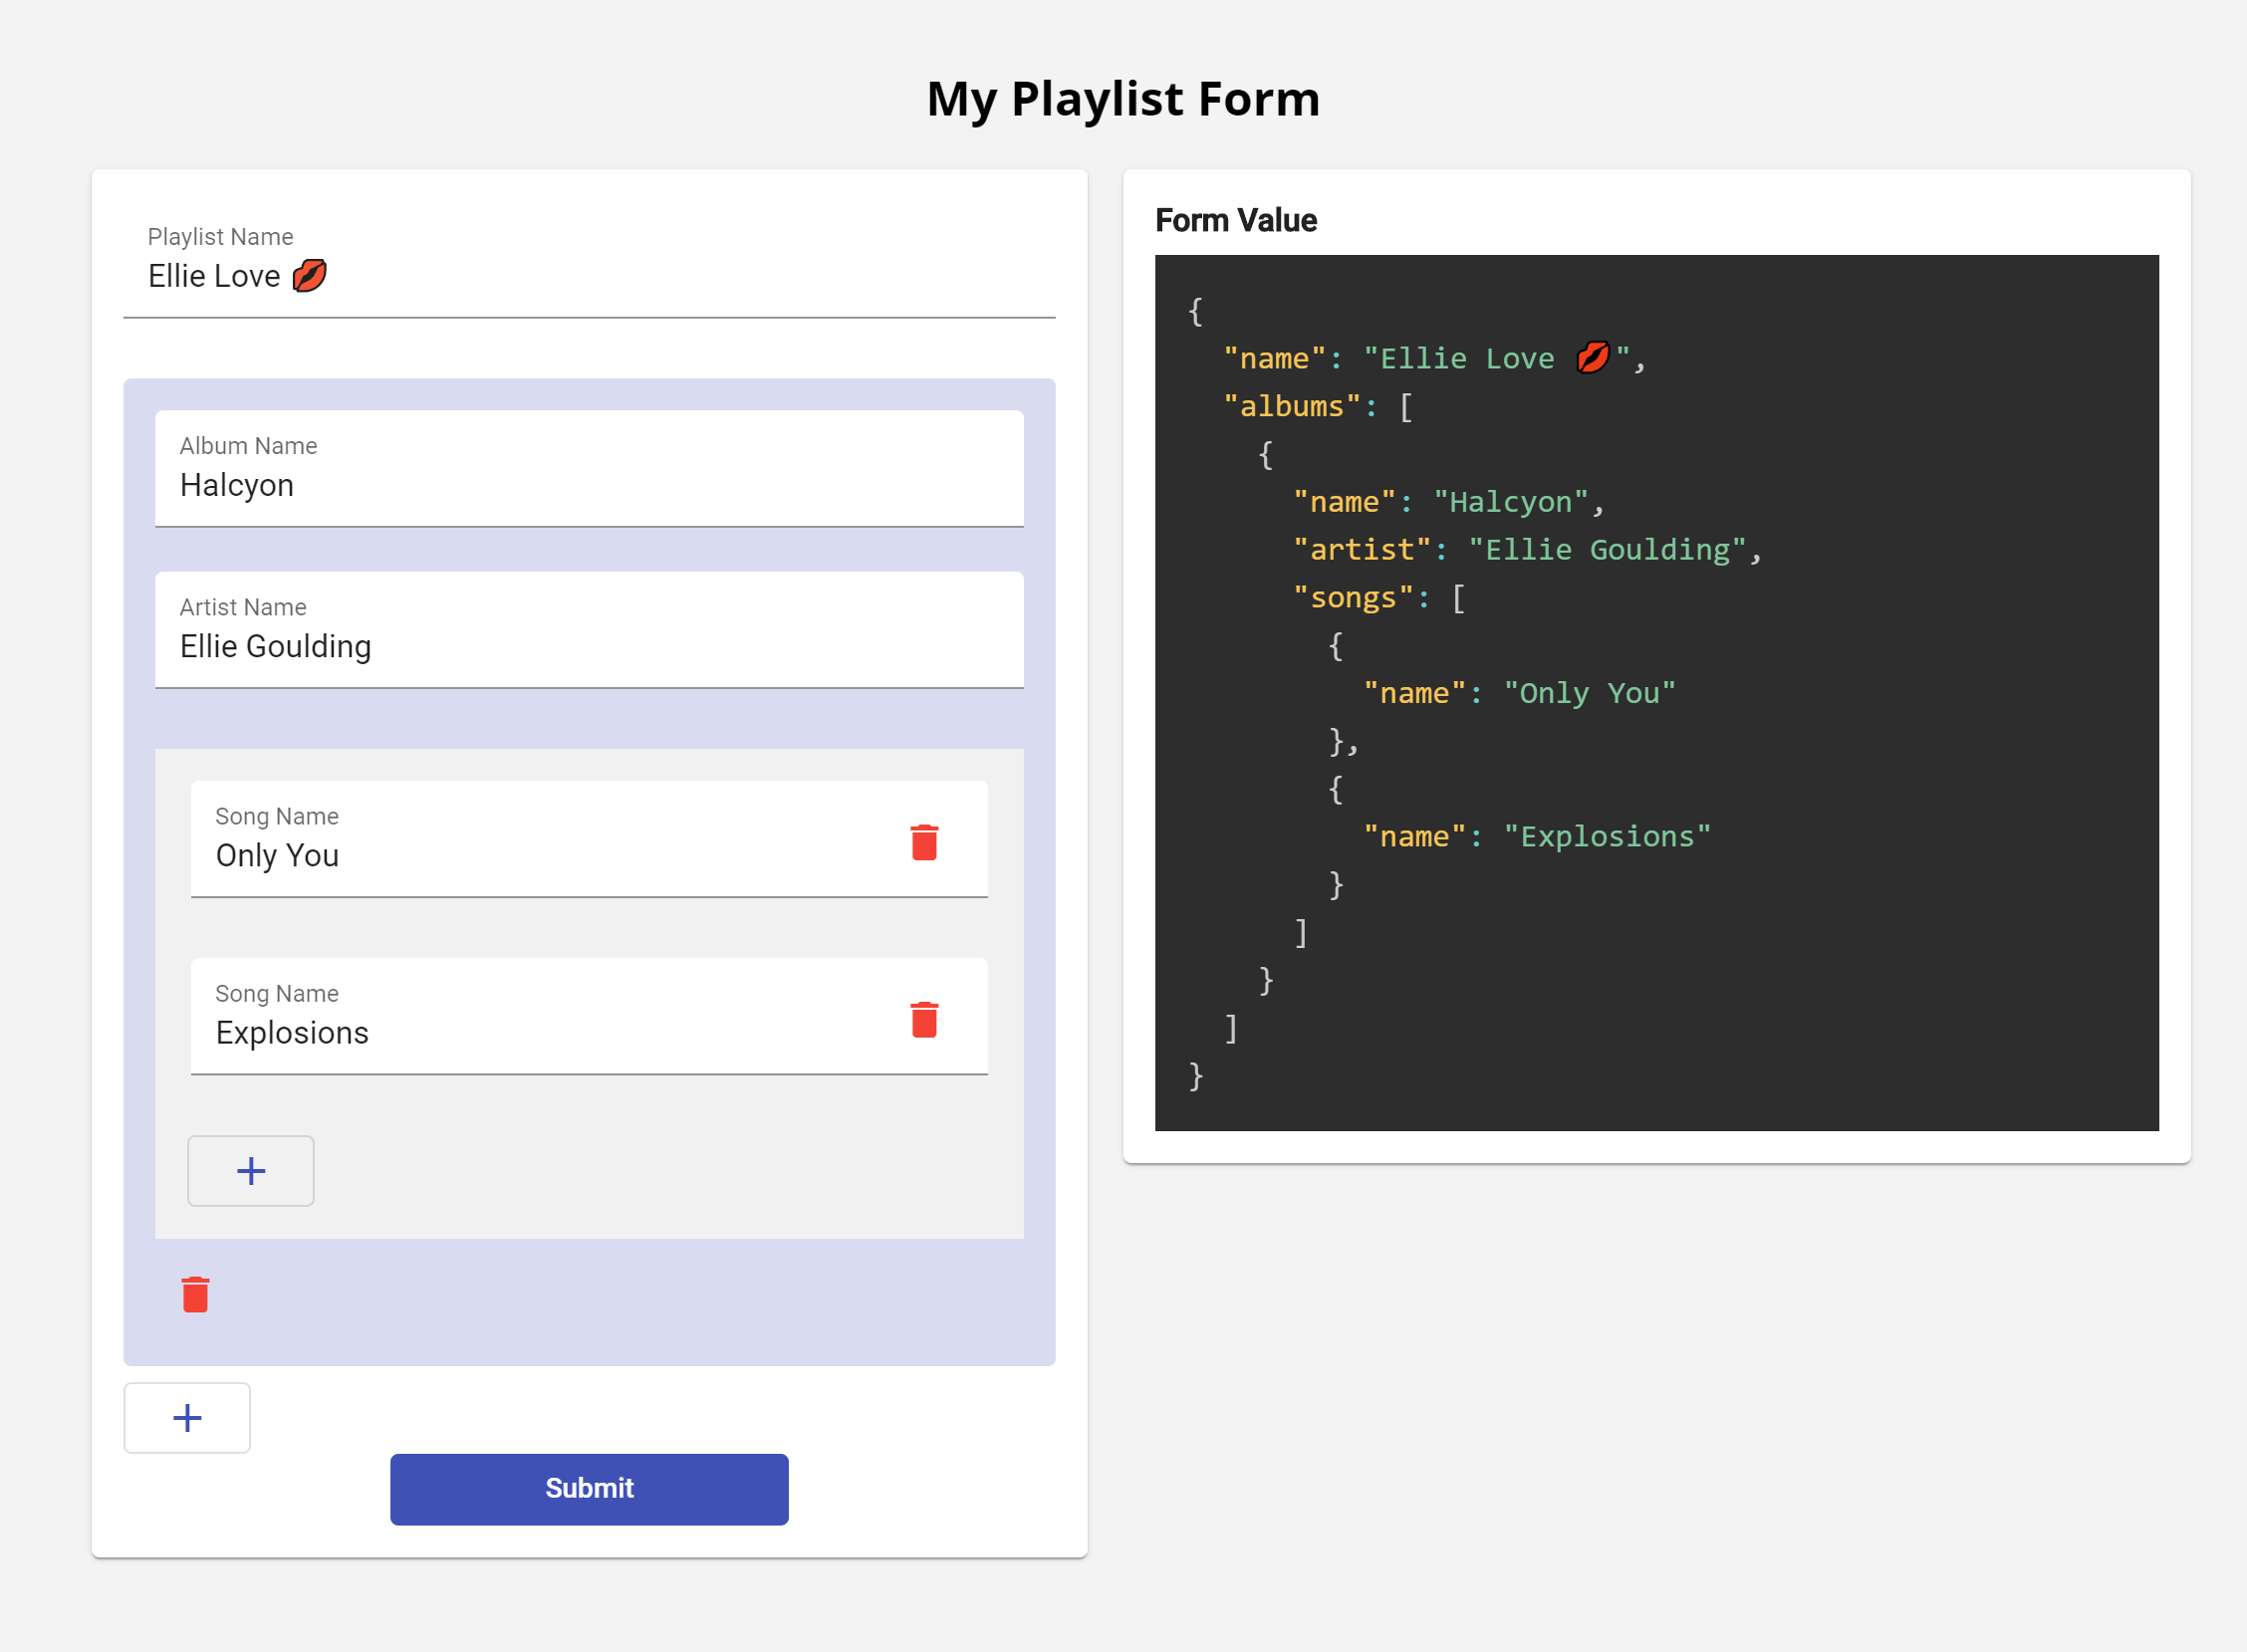 My Playlist Form
Playlist Name
Ellie Love 💋
Album Name
Halcyon
Artist Name
Ellie Goulding
Song Name
Only You
Song Name
Explosions
+
+
Submit
Form Value
{
  "name": "Ellie Love 💋",
  "albums": [
    {
      "name": "Halcyon",
      "artist": "Ellie Goulding",
      "songs": [
        {
          "name": "Only You"
        },
        {
          "name": "Explosions"
        }
      ]
    }
  ]
}